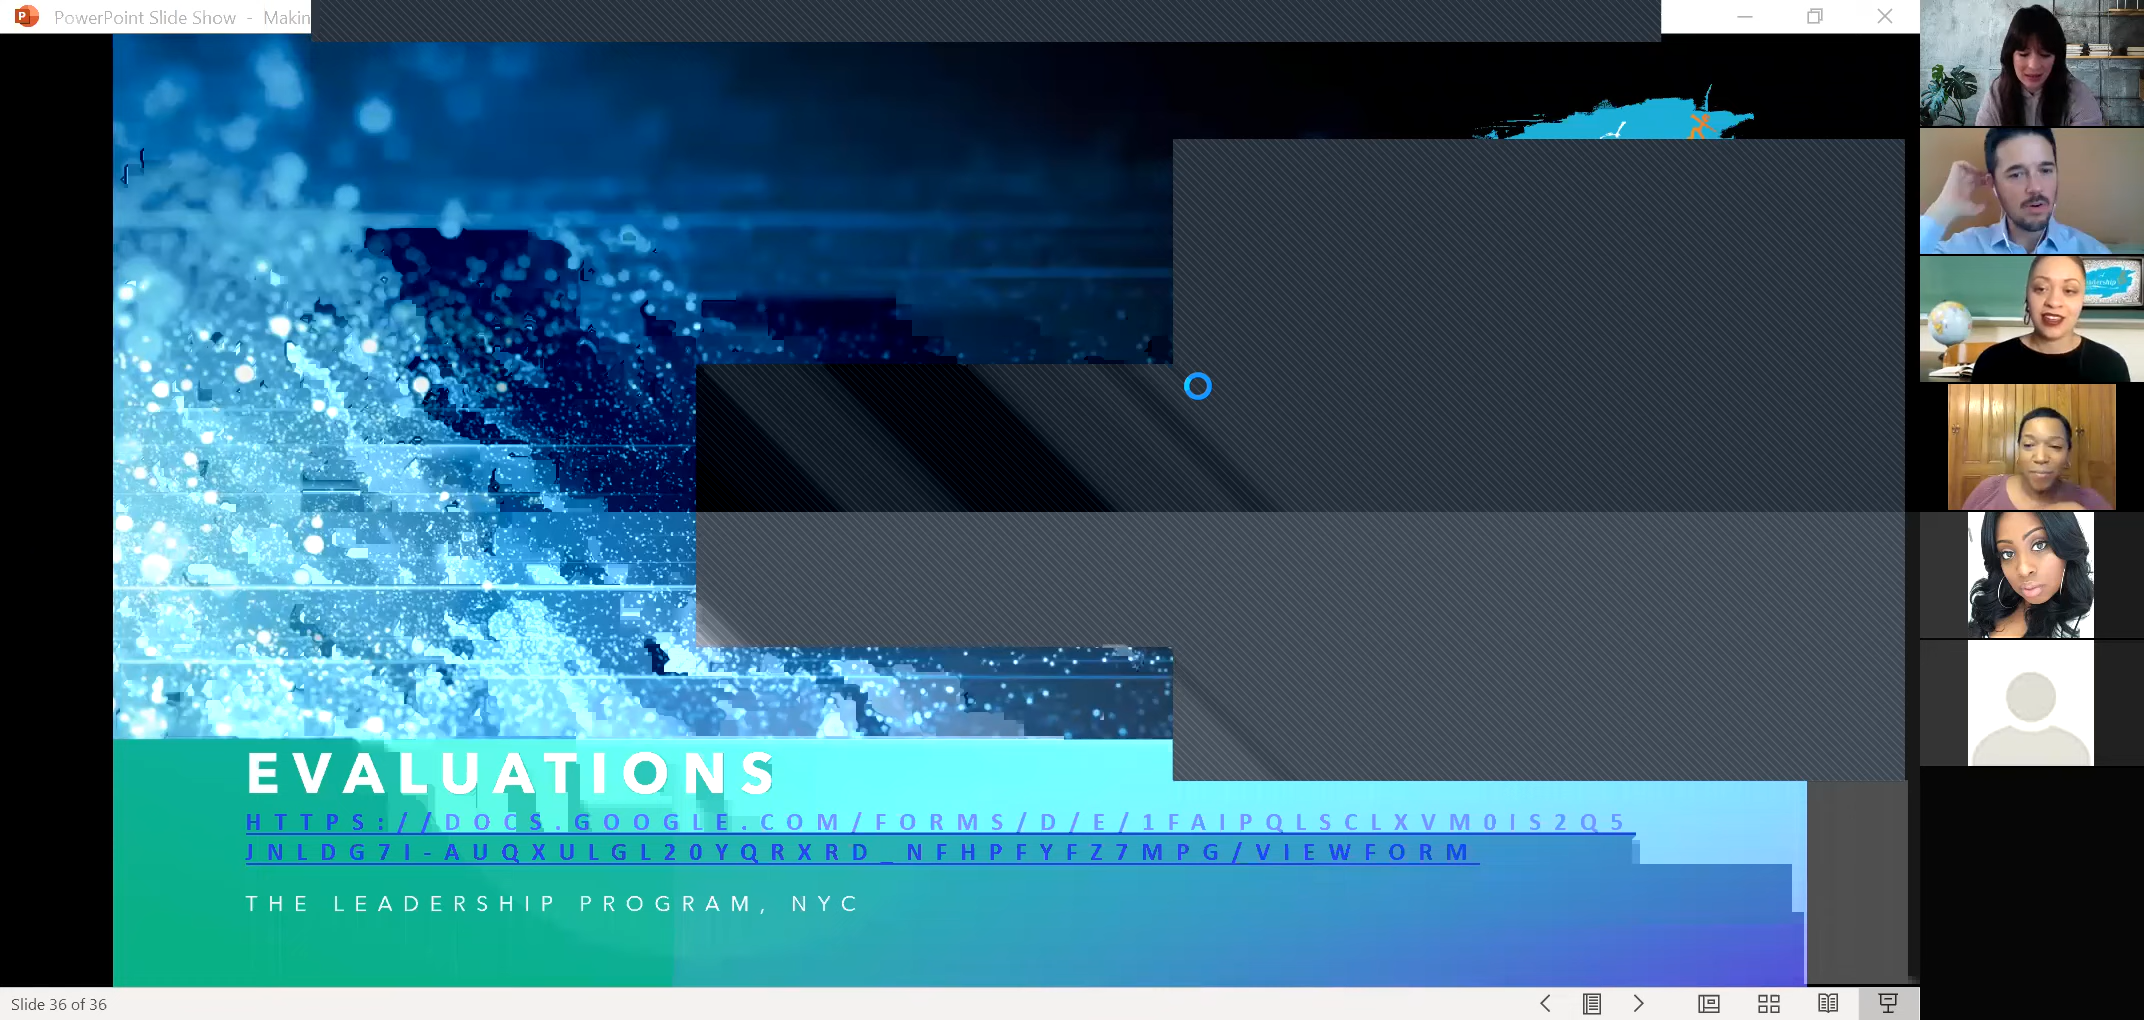 PowerPoint Slide Show - Makin
EVALUATIONS
HTTPS://DOCS.GOOGLE.COM/FORMS/D/E/1FAIPQLSCLXVM0IS2Q5
JNLDG7I-AUQXULGL20YQRXRD_NFHPFYFZ7MPG/VIEWFORM
THE LEADERSHIP PROGRAM, NYC
Slide 36 of 36